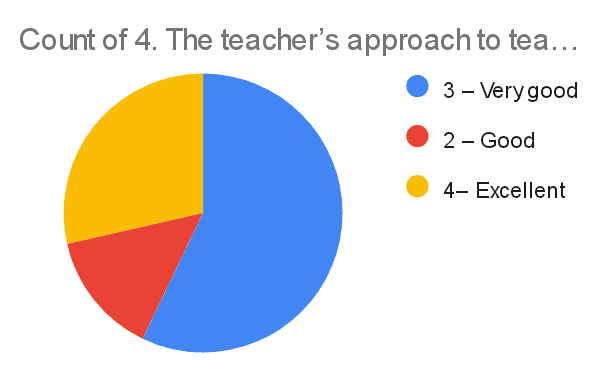 Count of 4. The teacher’s approach to tea…
3 – Very good
2 – Good
4– Excellent